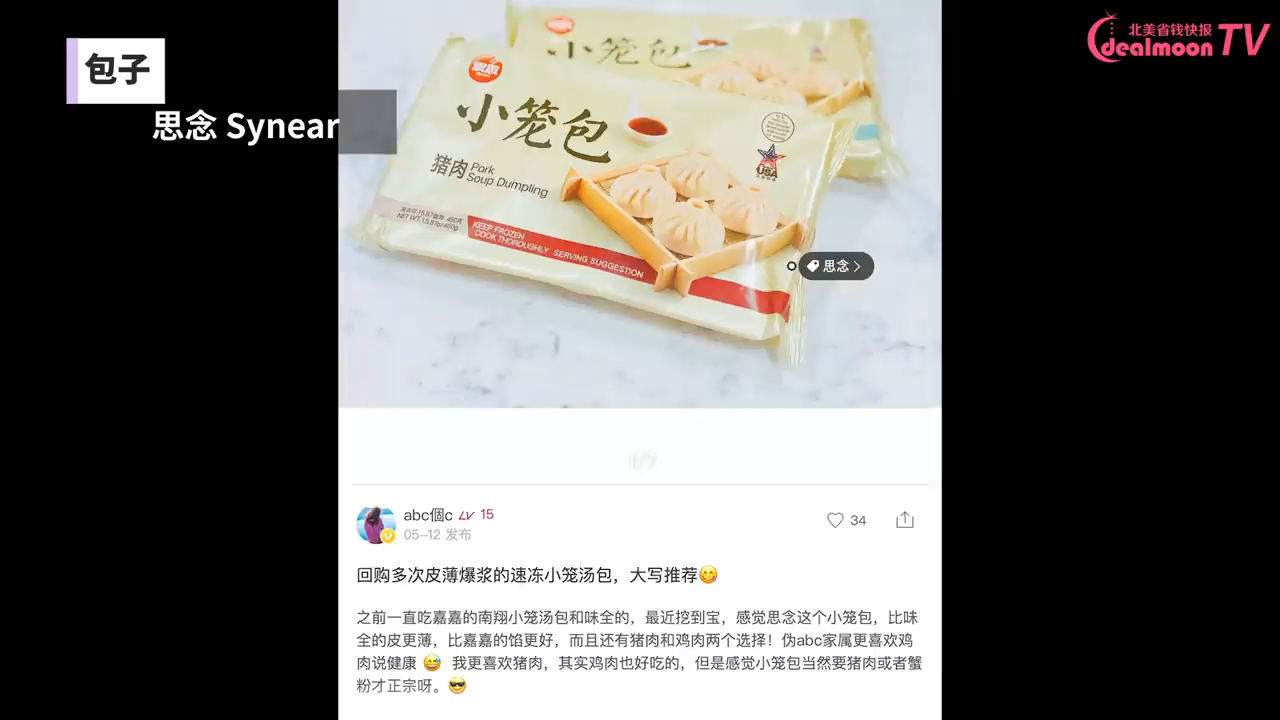 包子
思念 Synear
北美省钱快报
dealmoon TV
小笼包
思念
小笼包
猪肉 Pork
Soup Dumpling
USA
NET WT: 15.87oz 450g
KEEP FROZEN
COOK THOROUGHLY SERVING SUGGESTION
思念
abc個c LV 15
05-12 发布
34
回购多次皮薄爆浆的速冻小笼汤包，大写推荐😋
之前一直吃嘉嘉的南翔小笼汤包和味全的，最近挖到宝，感觉思念这个小笼包，比味
全的皮更薄，比嘉嘉的馅更好，而且还有猪肉和鸡肉两个选择！伪abc家属更喜欢鸡
肉说健康 😅 我更喜欢猪肉，其实鸡肉也好吃的，但是感觉小笼包当然要猪肉或者蟹
粉才正宗呀。😎